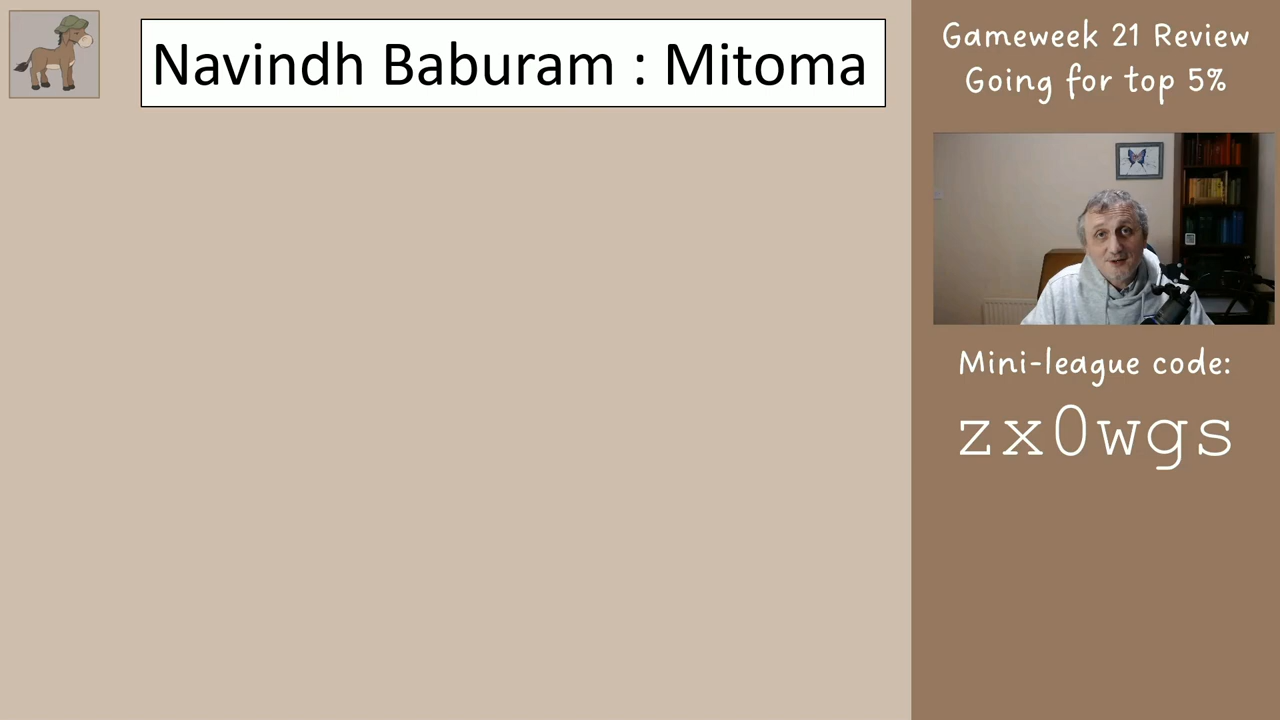 Navindh Baburam : Mitoma
Gameweek 21 Review
Going for top 5%
Mini-league code:
zx0wgs